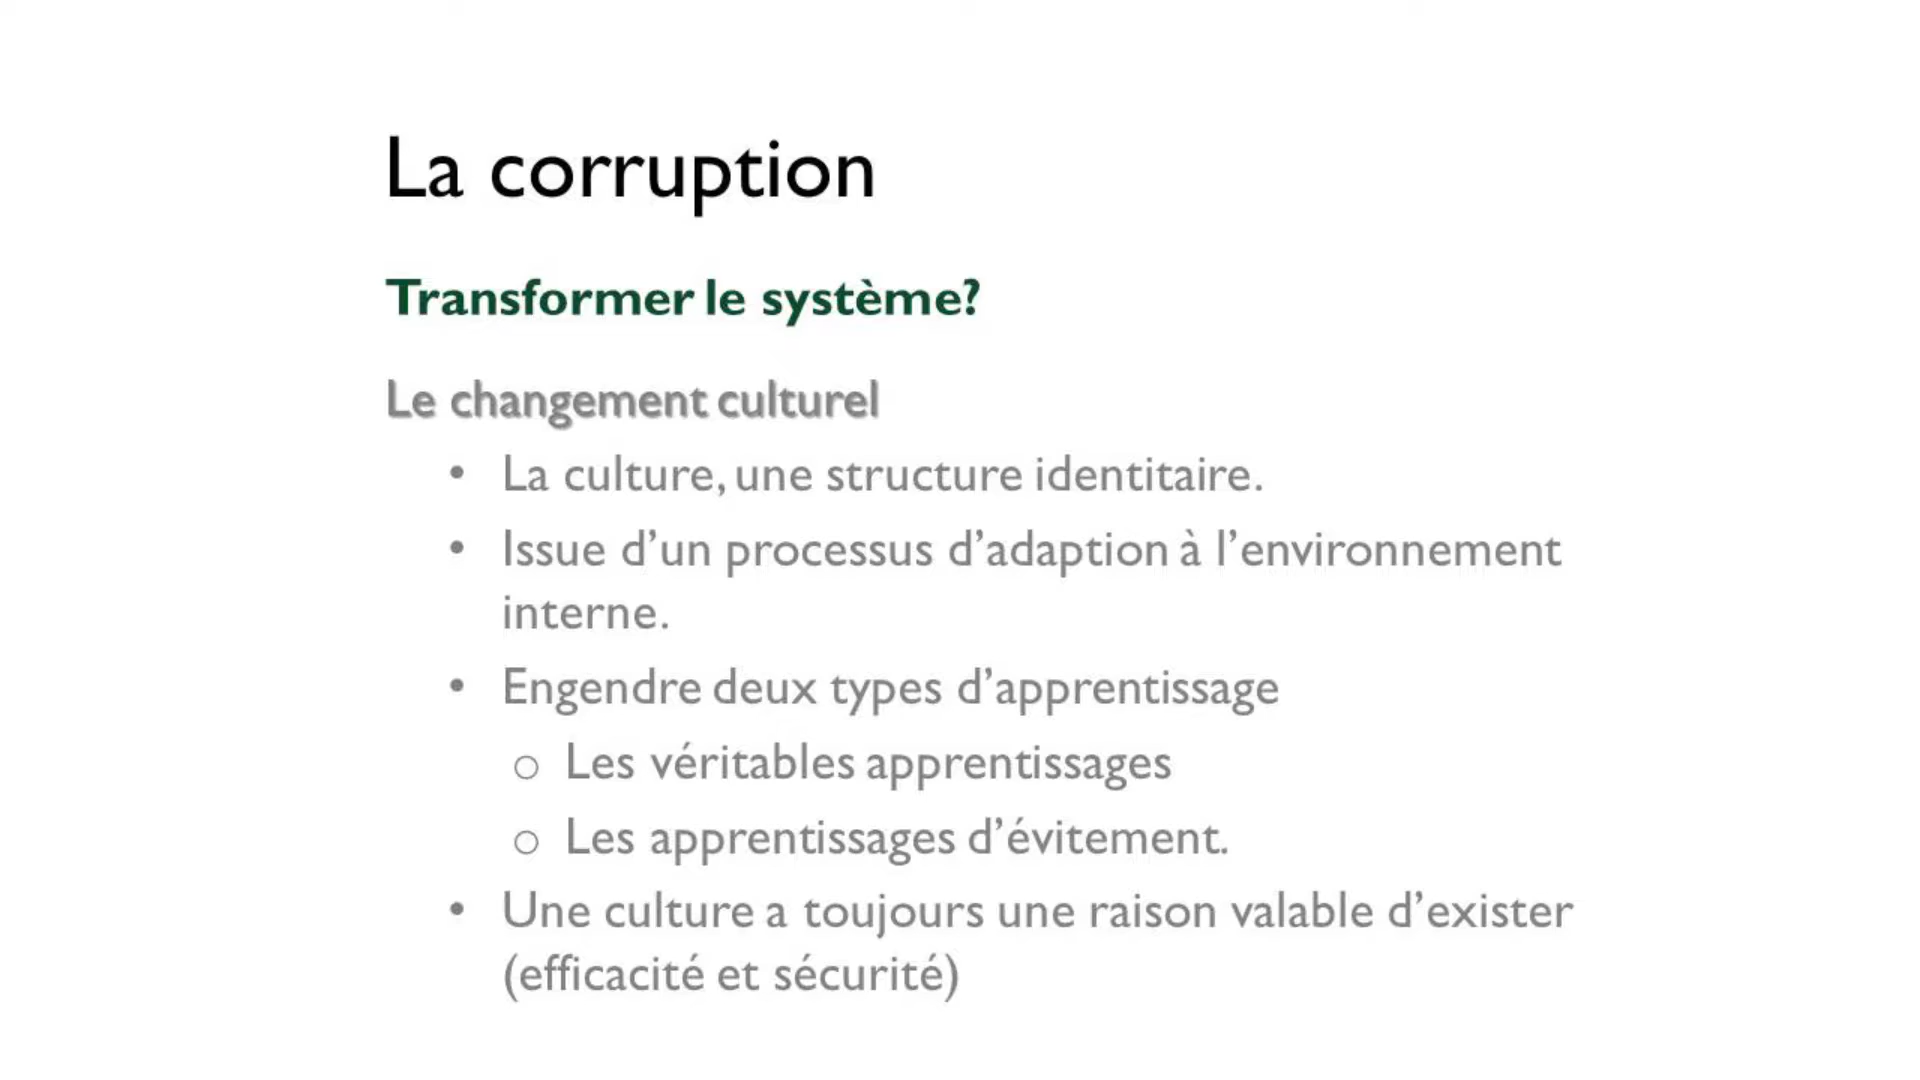 La corruption
Transformer le système?
Le changement culturel
• La culture, une structure identitaire.
• Issue d’un processus d’adaption à l’environnement
interne.
• Engendre deux types d’apprentissage
o Les véritables apprentissages
o Les apprentissages d’évitement.
• Une culture a toujours une raison valable d’exister
(efficacité et sécurité)